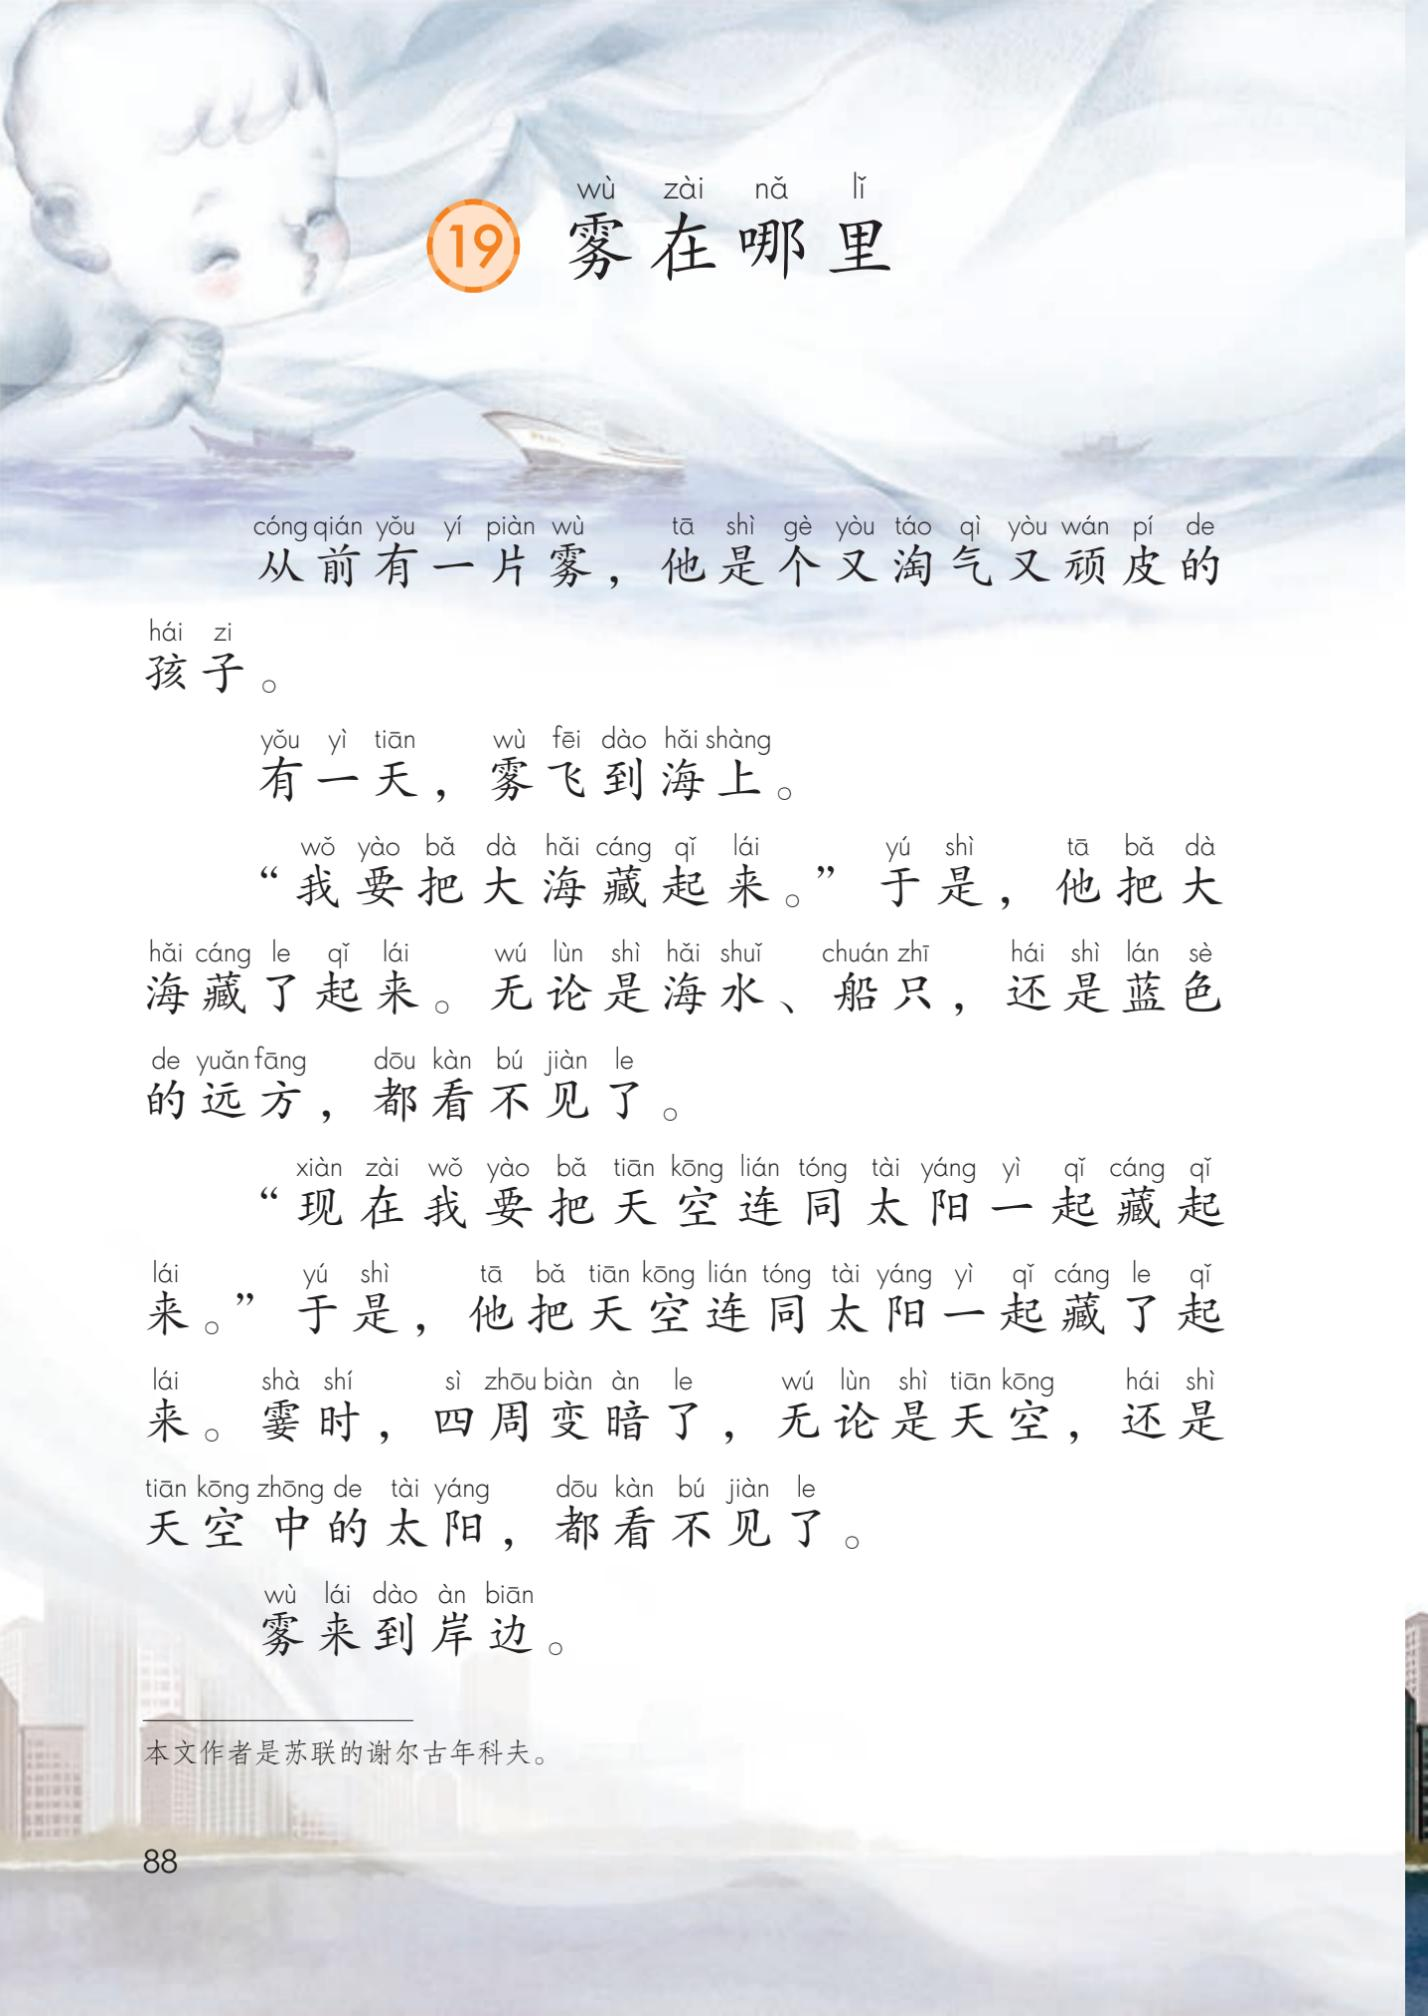 wù zài nǎ lǐ
19 雾在哪里
cóng qián yǒu yí piàn wù tā shì gè yòu táo qì yòu wán pí de
从前有一片雾，他是个又淘气又顽皮的
hái zi
孩子。
yǒu yì tiān wù fēi dào hǎi shàng
有一天，雾飞到海上。
wǒ yào bǎ dà hǎi cáng qǐ lái yú shì tā bǎ dà
“我要把大海藏起来。”于是，他把大
hǎi cáng le qǐ lái wú lùn shì hǎi shuǐ chuán zhī hái shì lán sè
海藏了起来。无论是海水、船只，还是蓝色
de yuǎn fāng dōu kàn bú jiàn le
的远方，都看不见了。
xiàn zài wǒ yào bǎ tiān kōng lián tóng tài yáng yì qǐ cáng qǐ
“现在我要把天空连同太阳一起藏起
lái yú shì tā bǎ tiān kōng lián tóng tài yáng yì qǐ cáng le qǐ
来。”于是，他把天空连同太阳一起藏了起
lái shà shí sì zhōu biàn àn le wú lùn shì tiān kōng hái shì
来。霎时，四周变暗了，无论是天空，还是
tiān kōng zhōng de tài yáng dōu kàn bú jiàn le
天空中的太阳，都看不见了。
wù lái dào àn biān
雾来到岸边。
本文作者是苏联的谢尔古年科夫。
88